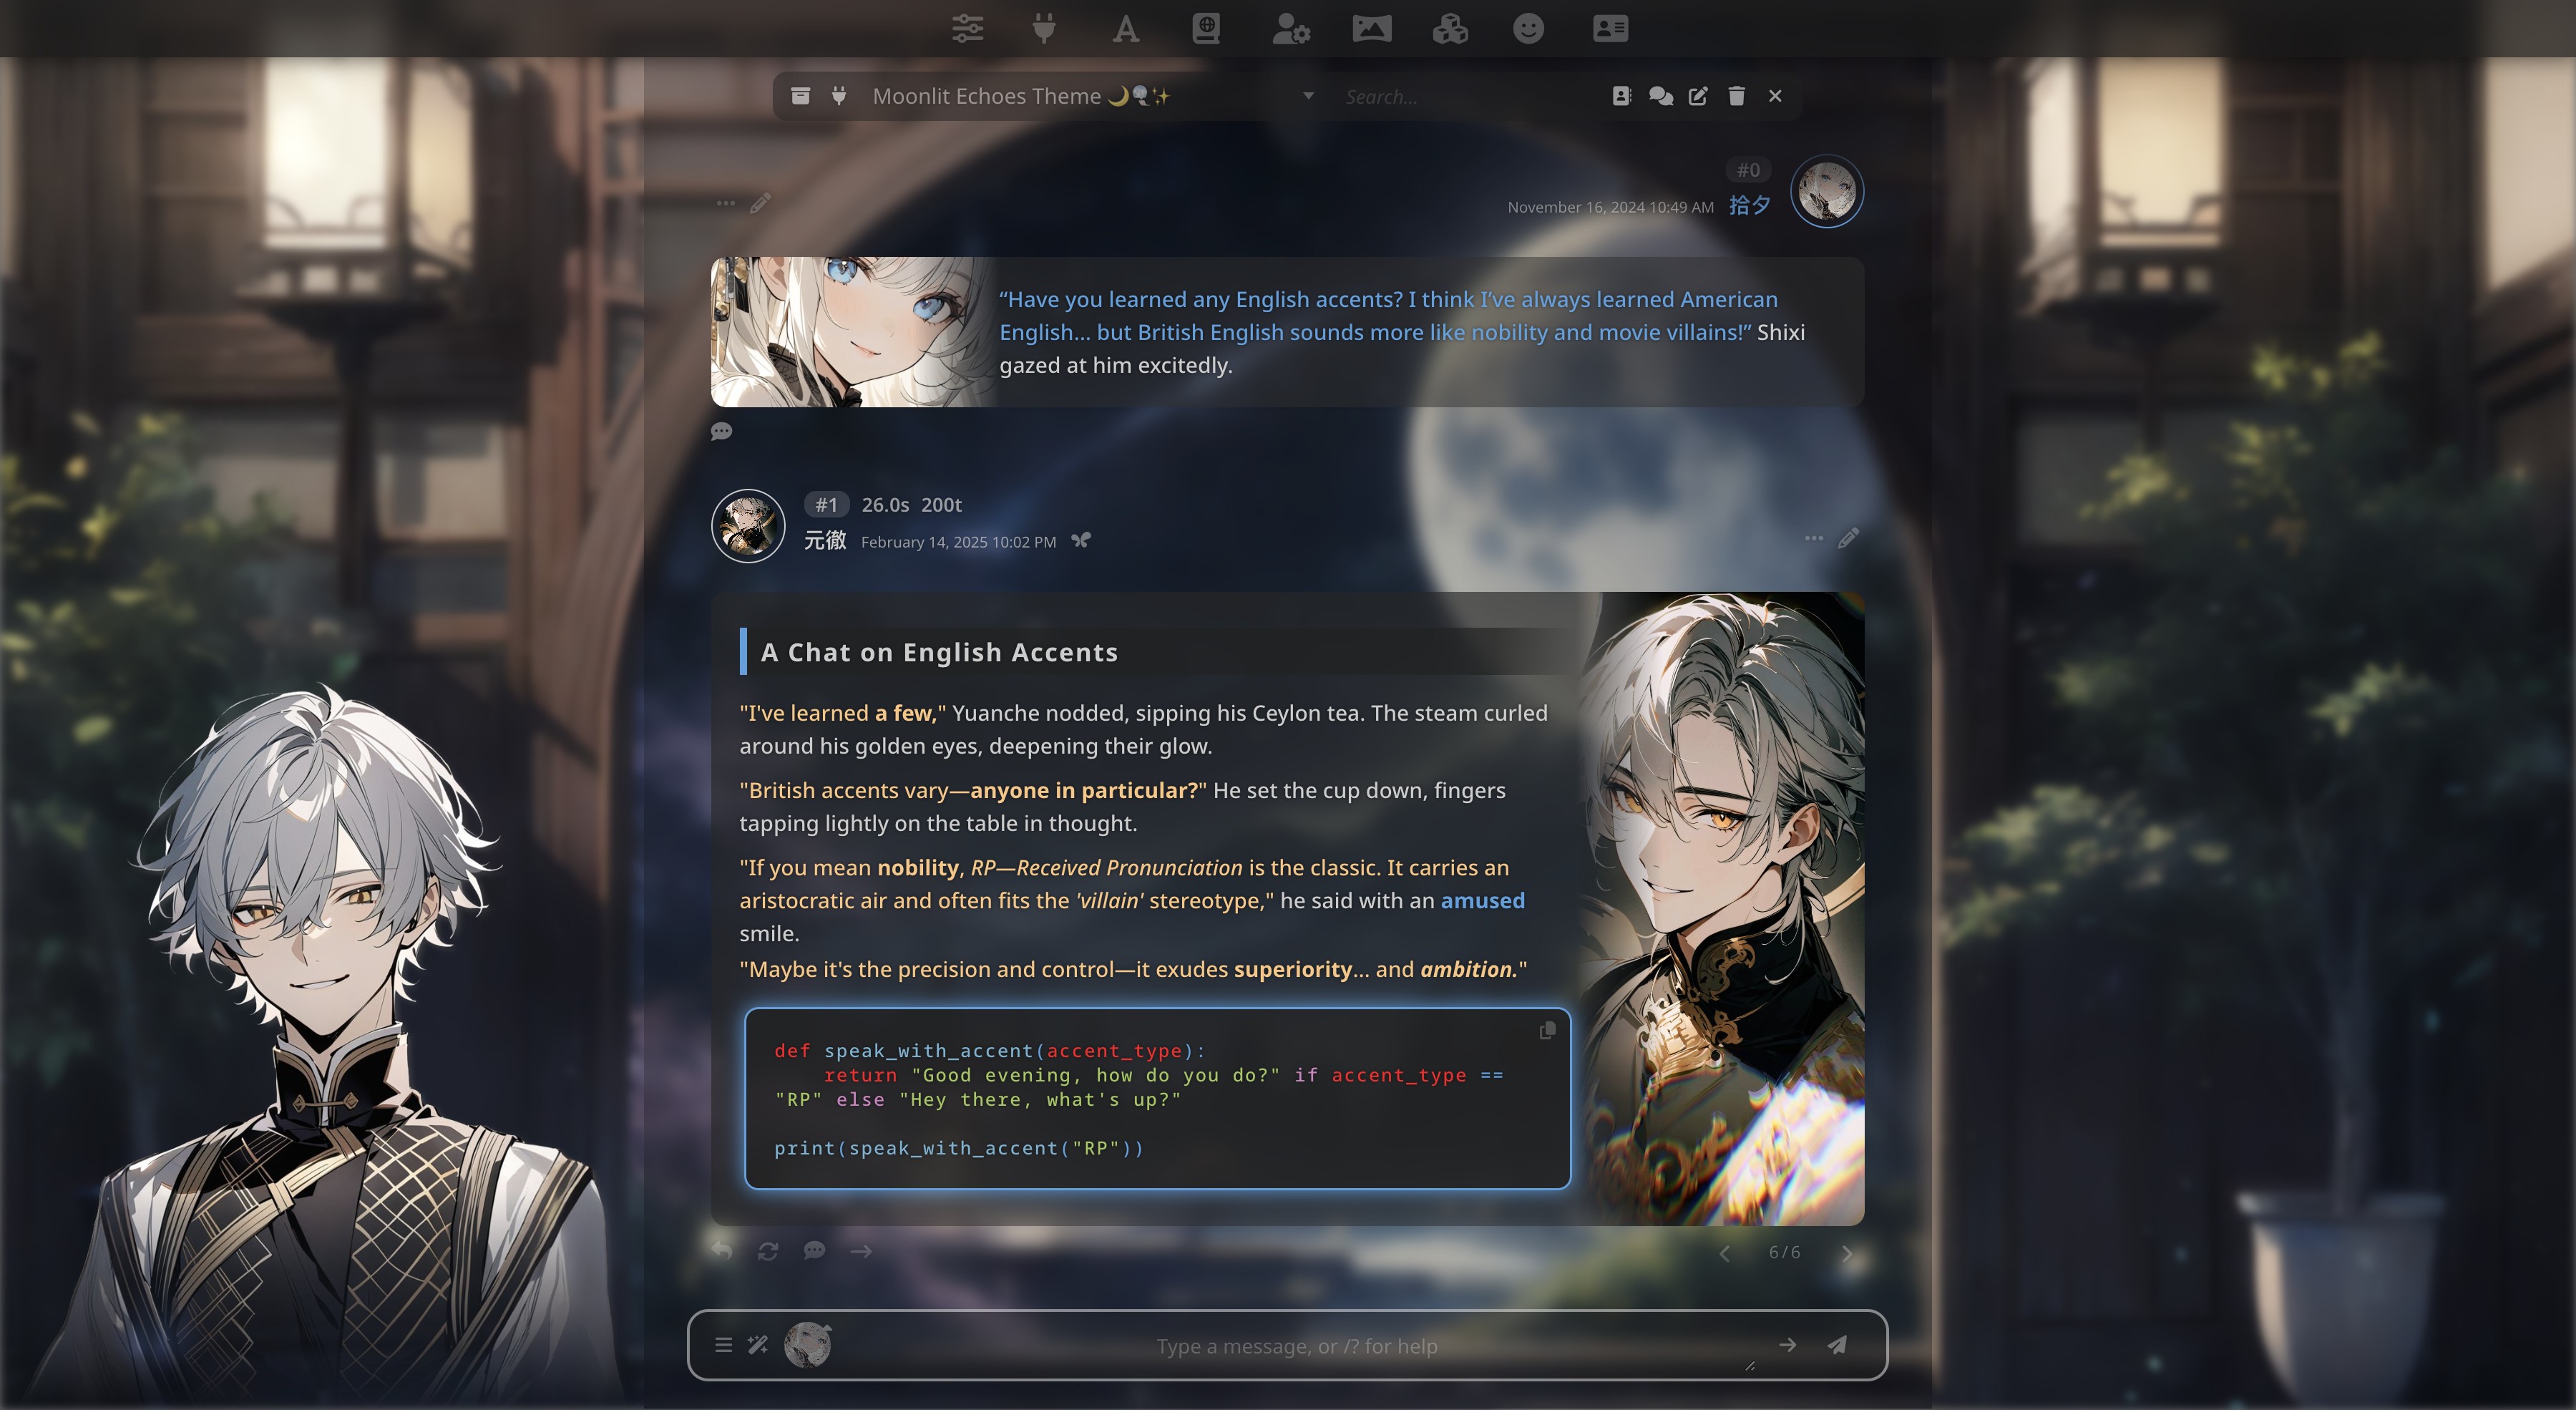 Moonlit Echoes Theme 🌙🗨️✨
Search...
#0
November 16, 2024 10:49 AM 拾夕
“Have you learned any English accents? I think I’ve always learned American
English... but British English sounds more like nobility and movie villains!” Shixi
gazed at him excitedly.
#1 26.0s 200t
元徹 February 14, 2025 10:02 PM
A Chat on English Accents
"I've learned a few," Yuanche nodded, sipping his Ceylon tea. The steam curled
around his golden eyes, deepening their glow.
"British accents vary—anyone in particular?" He set the cup down, fingers
tapping lightly on the table in thought.
"If you mean nobility, RP—Received Pronunciation is the classic. It carries an
aristocratic air and often fits the 'villain' stereotype," he said with an amused
smile.
"Maybe it's the precision and control—it exudes superiority... and ambition."
def speak_with_accent(accent_type):
    return "Good evening, how do you do?" if accent_type ==
"RP" else "Hey there, what's up?"
print(speak_with_accent("RP"))
6/6
Type a message, or /? for help